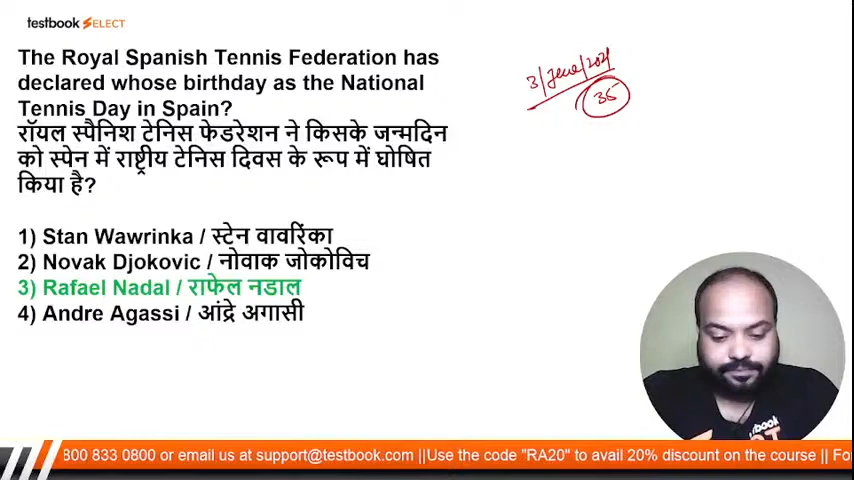 testbook SELECT
The Royal Spanish Tennis Federation has
declared whose birthday as the National
Tennis Day in Spain?
रॉयल स्पैनिश टेनिस फेडरेशन ने किसके जन्मदिन
को स्पेन में राष्ट्रीय टेनिस दिवस के रूप में घोषित
किया है?
3/June/2021
35
1) Stan Wawrinka / स्टेन वावरिंका
2) Novak Djokovic / नोवाक जोकोविच
3) Rafael Nadal / राफेल नडाल
4) Andre Agassi / आंद्रे अगासी
800 833 0800 or email us at support@testbook.com ||Use the code "RA20" to avail 20% discount on the course || Fo